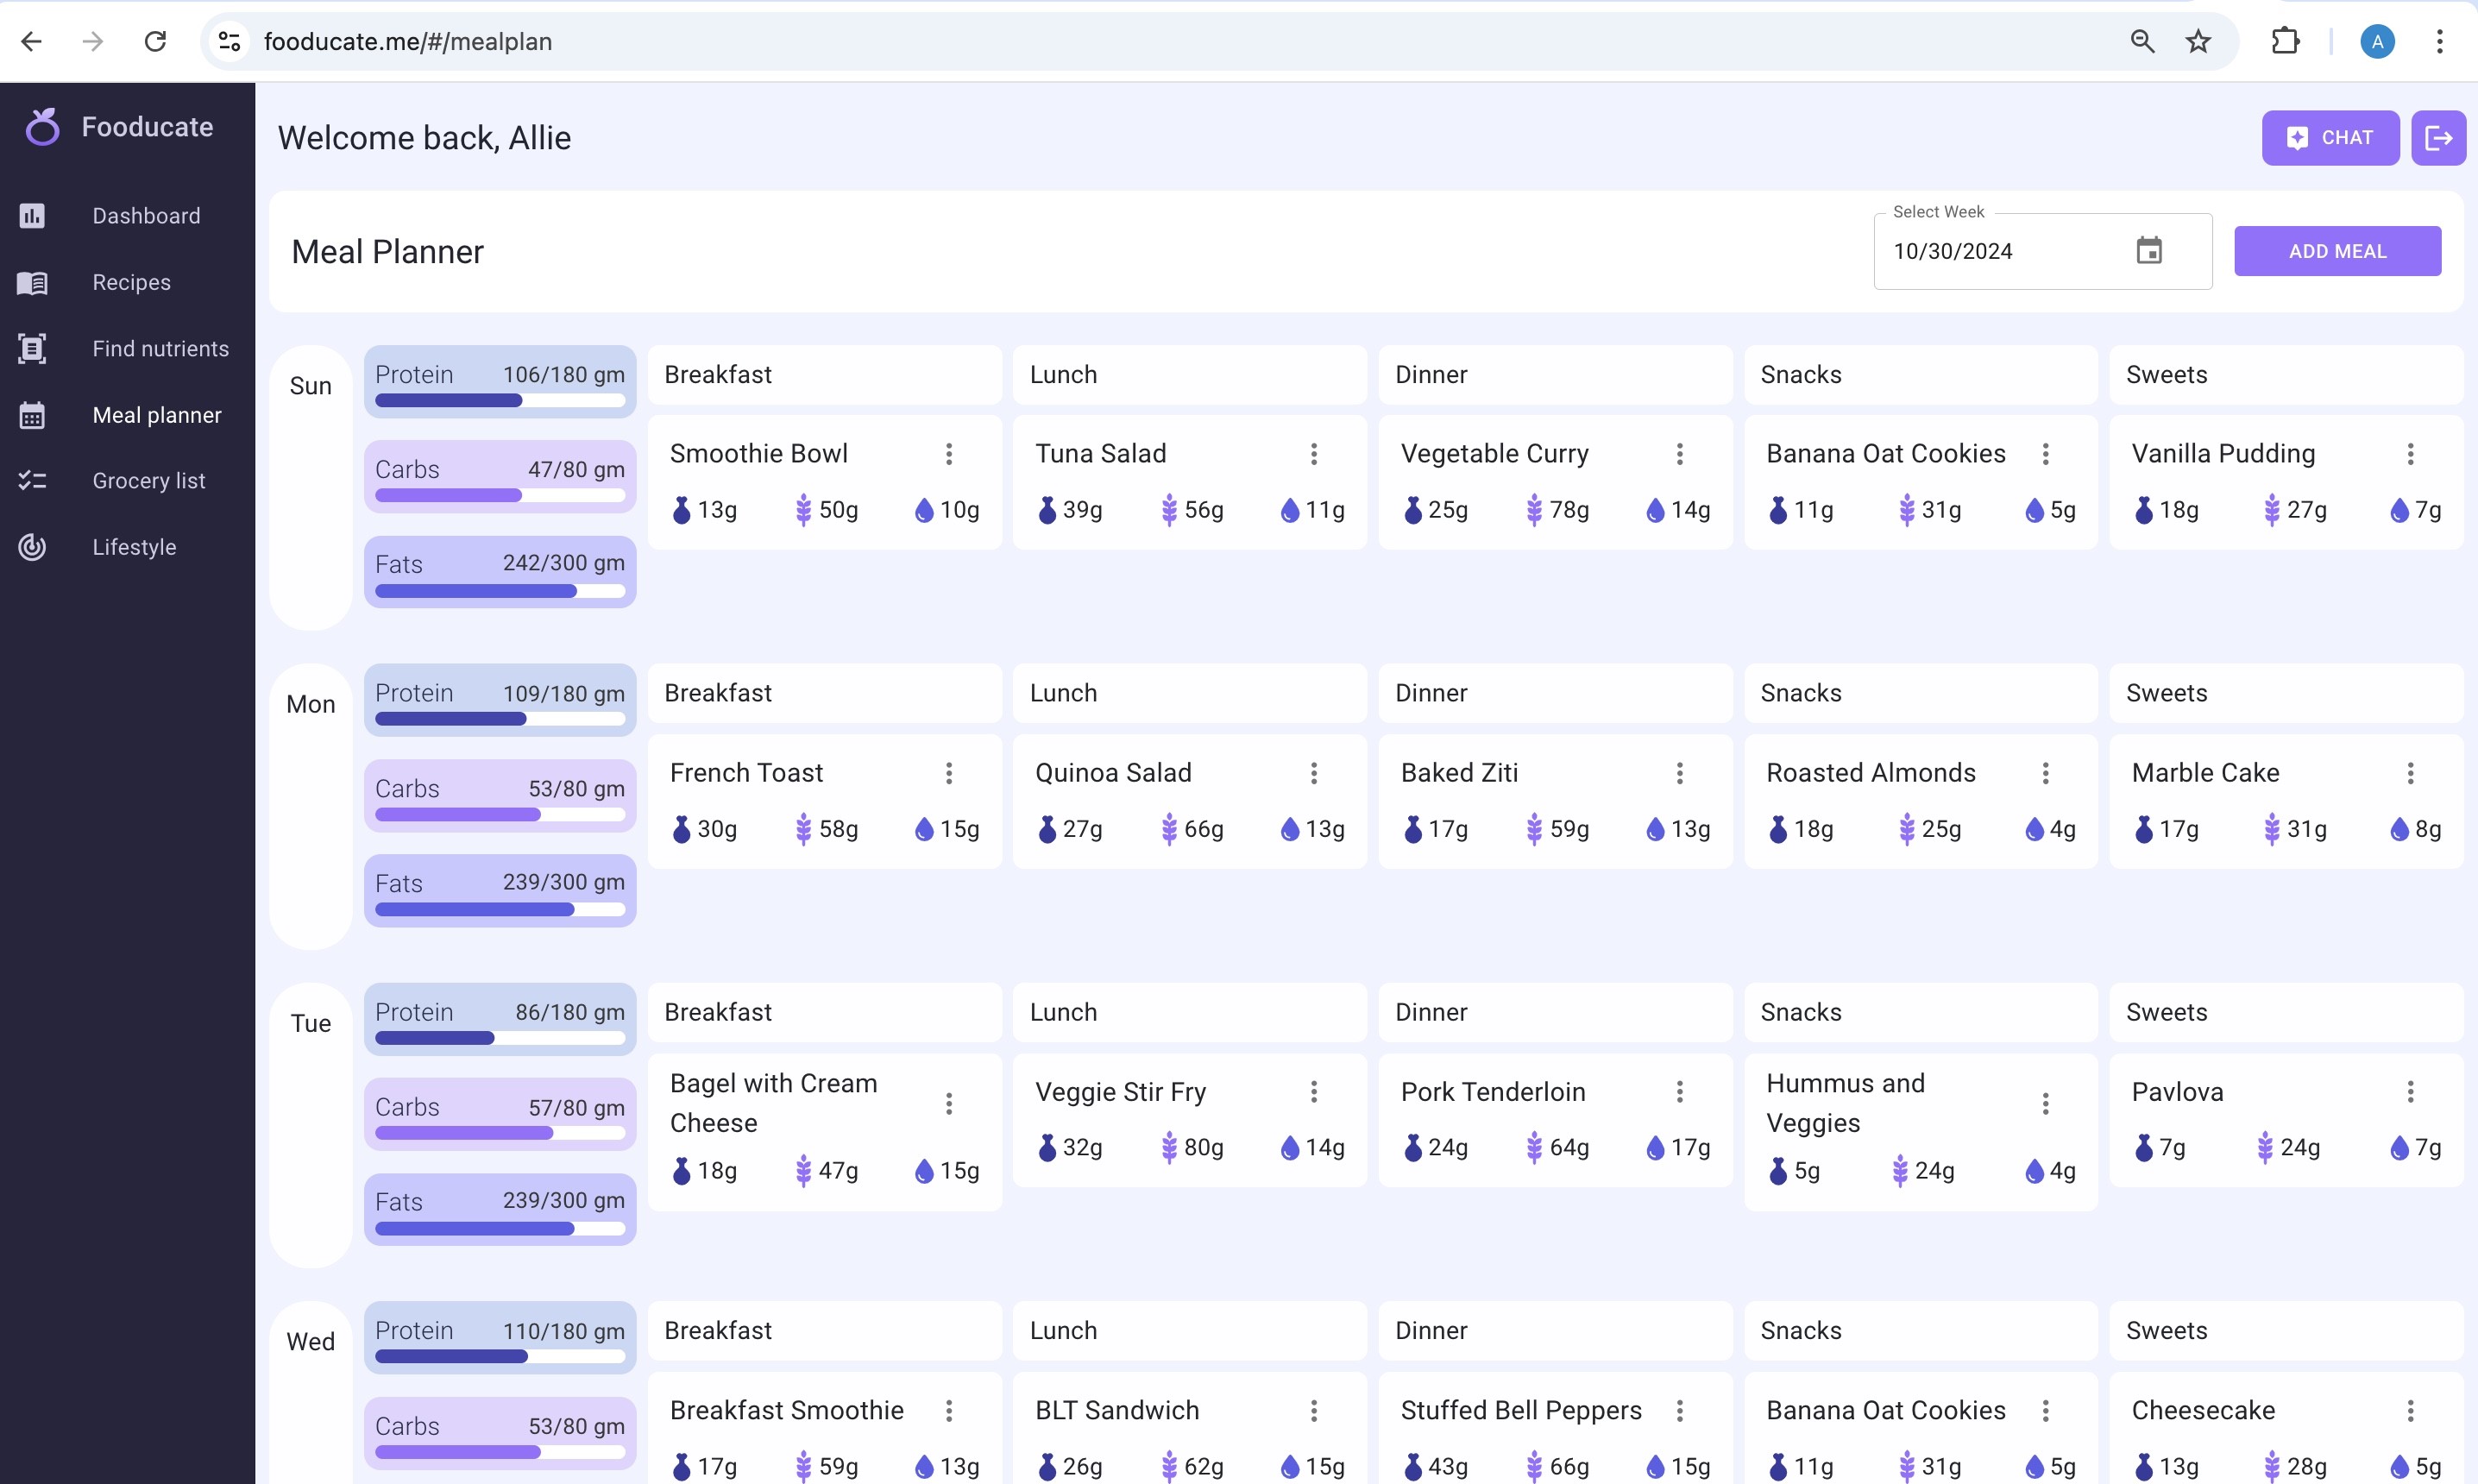 fooducate.me/#/mealplan
A
Fooducate
Dashboard
Recipes
Find nutrients
Meal planner
Grocery list
Lifestyle
Welcome back, Allie
CHAT
Meal Planner
Select Week
10/30/2024
ADD MEAL
Sun
Protein 106/180 gm
Carbs 47/80 gm
Fats 242/300 gm
Breakfast Lunch Dinner Snacks Sweets
Smoothie Bowl
13g 50g 10g
Tuna Salad
39g 56g 11g
Vegetable Curry
25g 78g 14g
Banana Oat Cookies
11g 31g 5g
Vanilla Pudding
18g 27g 7g
Mon
Protein 109/180 gm
Carbs 53/80 gm
Fats 239/300 gm
Breakfast Lunch Dinner Snacks Sweets
French Toast
30g 58g 15g
Quinoa Salad
27g 66g 13g
Baked Ziti
17g 59g 13g
Roasted Almonds
18g 25g 4g
Marble Cake
17g 31g 8g
Tue
Protein 86/180 gm
Carbs 57/80 gm
Fats 239/300 gm
Breakfast Lunch Dinner Snacks Sweets
Bagel with Cream
Cheese
18g 47g 15g
Veggie Stir Fry
32g 80g 14g
Pork Tenderloin
24g 64g 17g
Hummus and
Veggies
5g 24g 4g
Pavlova
7g 24g 7g
Wed
Protein 110/180 gm
Carbs 53/80 gm
Breakfast Lunch Dinner Snacks Sweets
Breakfast Smoothie
17g 59g 13g
BLT Sandwich
26g 62g 15g
Stuffed Bell Peppers
43g 66g 15g
Banana Oat Cookies
11g 31g 5g
Cheesecake
13g 28g 5g